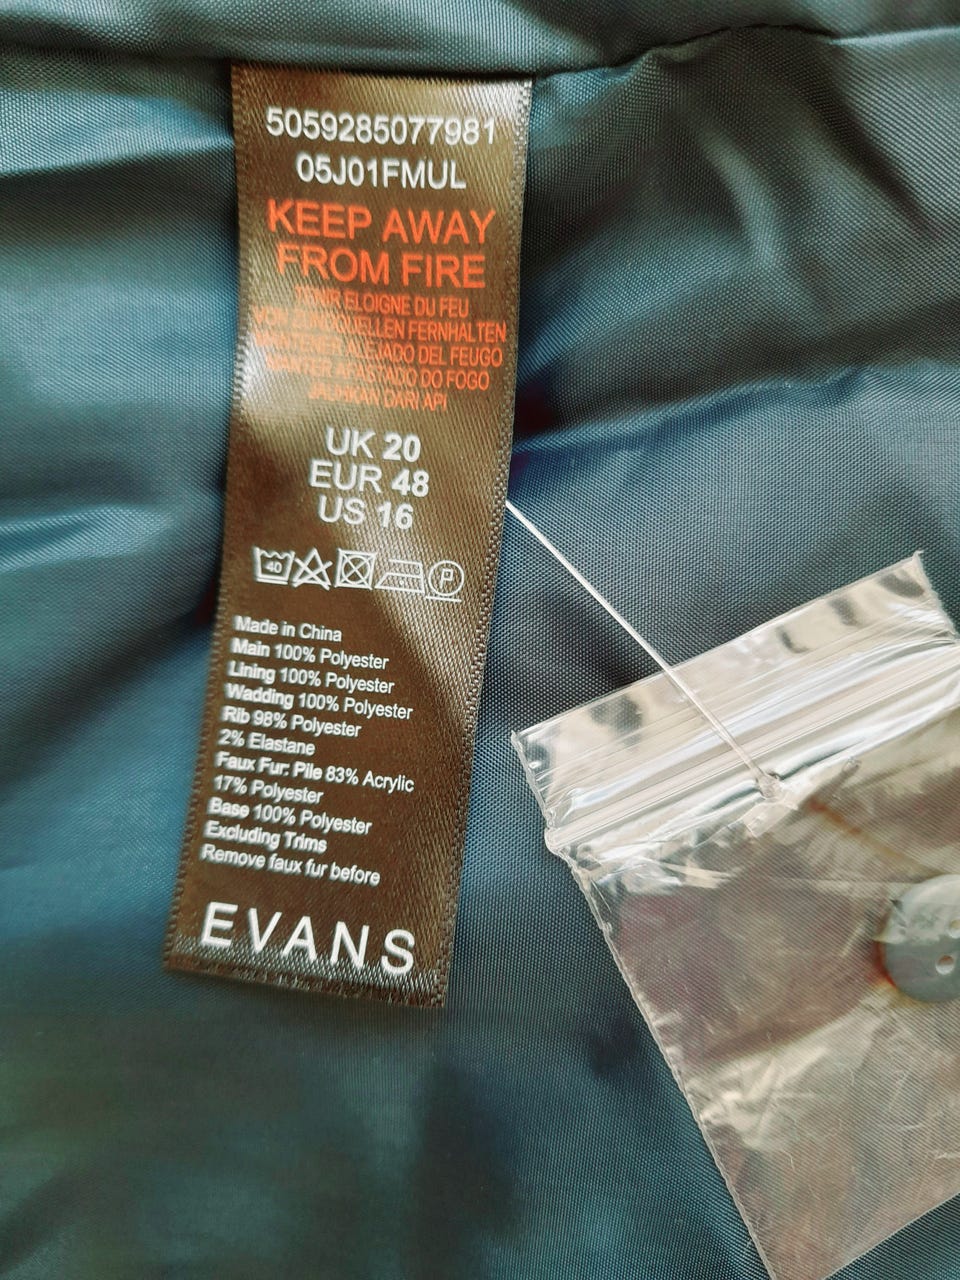 5059285077981
05J01FMUL
KEEP AWAY
FROM FIRE
TENIR ELOIGNE DU FEU
FERNHALTEN
ALEJADO DEL FEUGO
DO FOGO
JAUHKAN DARI API
UK 20
EUR 48
US 16
40 P
Made in China
Main 100% Polyester
Lining 100% Polyester
Wadding 100% Polyester
Rib 98% Polyester
2% Elastane
Faux Fur: Pile 83% Acrylic
17% Polyester
Base 100% Polyester
Excluding Trims
Remove faux fur before
EVANS